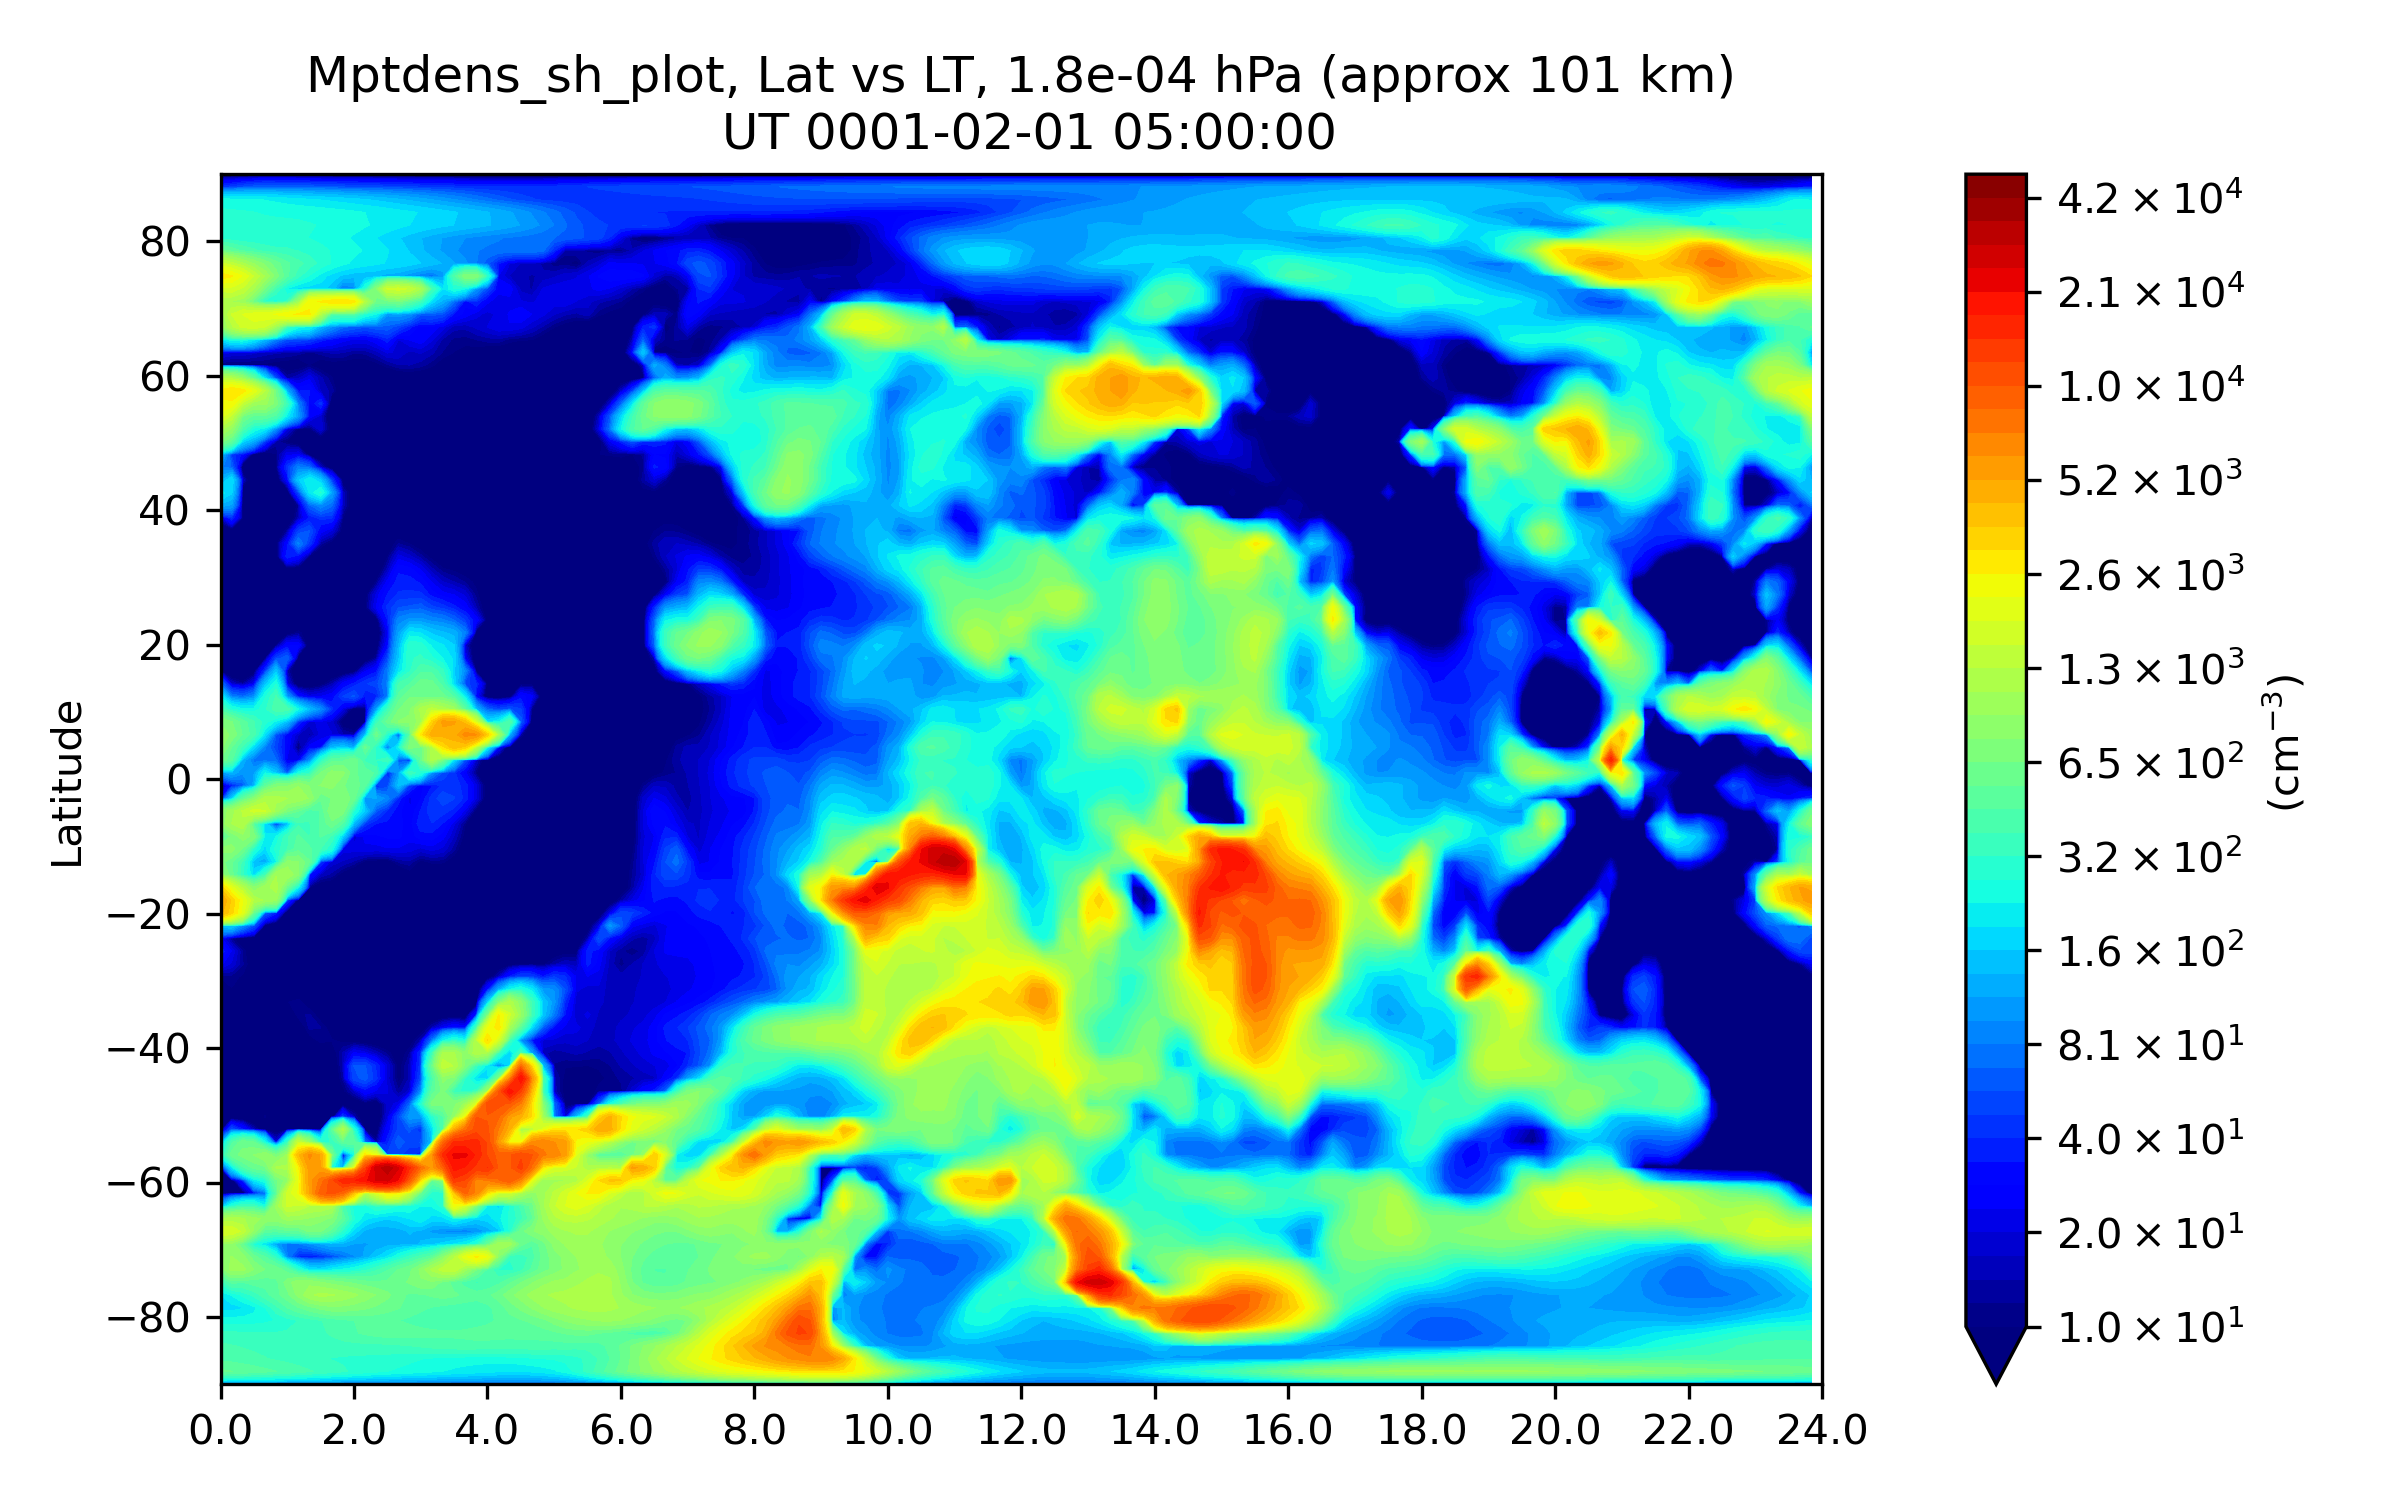 Mptdens_sh_plot, Lat vs LT, 1.8e-04 hPa (approx 101 km)
UT 0001-02-01 05:00:00
Latitude
80
60
40
20
0
−20
−40
−60
−80
0.0 2.0 4.0 6.0 8.0 10.0 12.0 14.0 16.0 18.0 20.0 22.0 24.0
4.2 × 10⁴
2.1 × 10⁴
1.0 × 10⁴
5.2 × 10³
2.6 × 10³
1.3 × 10³
6.5 × 10²
3.2 × 10²
1.6 × 10²
8.1 × 10¹
4.0 × 10¹
2.0 × 10¹
1.0 × 10¹
(cm⁻³)